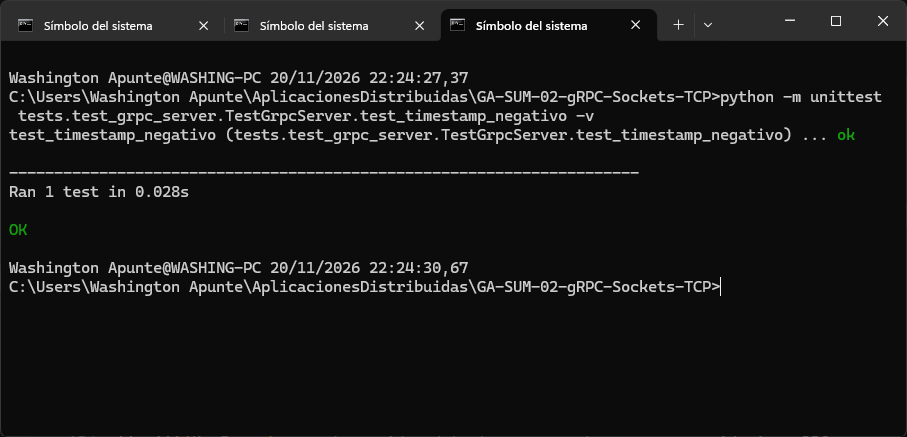 Símbolo del sistema
Símbolo del sistema
Símbolo del sistema
Washington Apunte@WASHING-PC 20/11/2026 22:24:27,37
C:\Users\Washington Apunte\AplicacionesDistribuidas\GA-SUM-02-gRPC-Sockets-TCP>python -m unittest
tests.test_grpc_server.TestGrpcServer.test_timestamp_negativo -v
test_timestamp_negativo (tests.test_grpc_server.TestGrpcServer.test_timestamp_negativo) ... ok
----------------------------------------------------------------------
Ran 1 test in 0.028s
OK
Washington Apunte@WASHING-PC 20/11/2026 22:24:30,67
C:\Users\Washington Apunte\AplicacionesDistribuidas\GA-SUM-02-gRPC-Sockets-TCP>